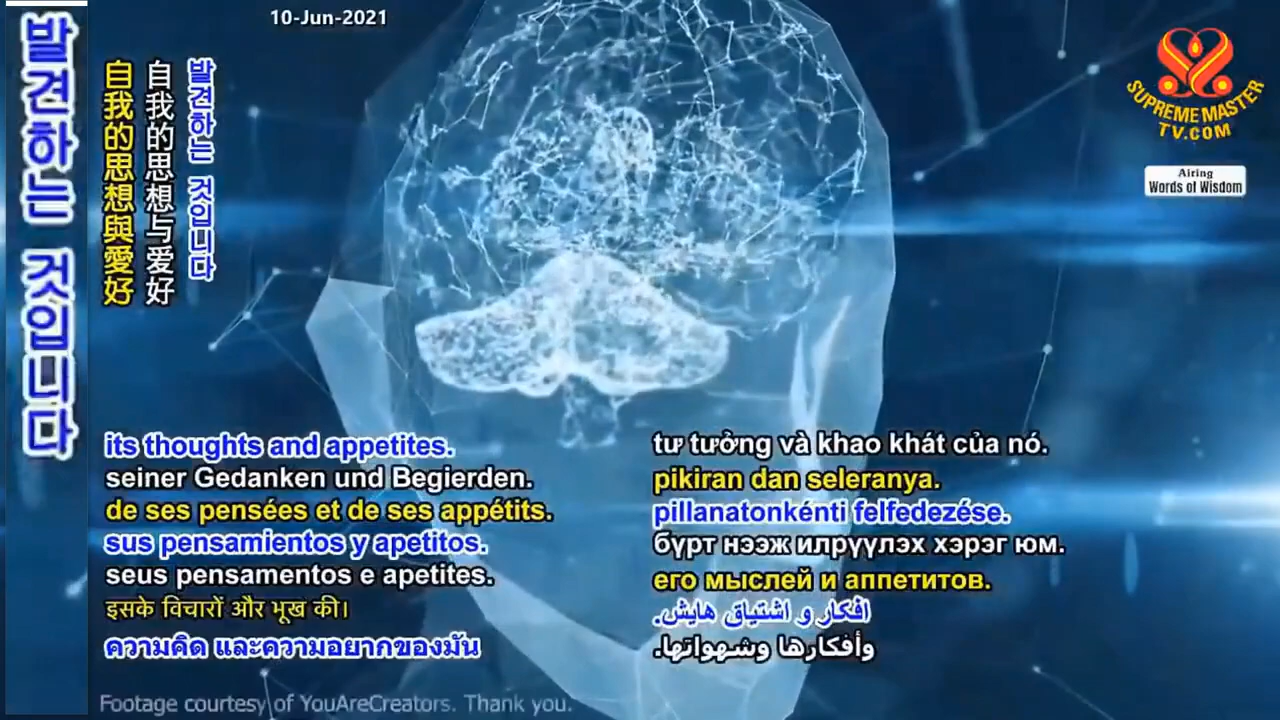 10-Jun-2021
발견하는 것입니다
自我的思想與愛好
自我的思想与爱好
발견하는 것입니다
SUPREME MASTER
TV.COM
Airing
Words of Wisdom
its thoughts and appetites.
seiner Gedanken und Begierden.
de ses pensées et de ses appétits.
sus pensamientos y apetitos.
seus pensamentos e apetites.
इसके विचारों और भूख की।
ความคิด และความอยากของมัน
tư tưởng và khao khát của nó.
pikiran dan seleranya.
pillanatonkénti felfedezése.
бүрт нээж илрүүлэх хэрэг юм.
его мыслей и аппетитов.
افکار و اشتیاق هایش.
وأفكارها وشهواتها.
Footage courtesy of YouAreCreators. Thank you.